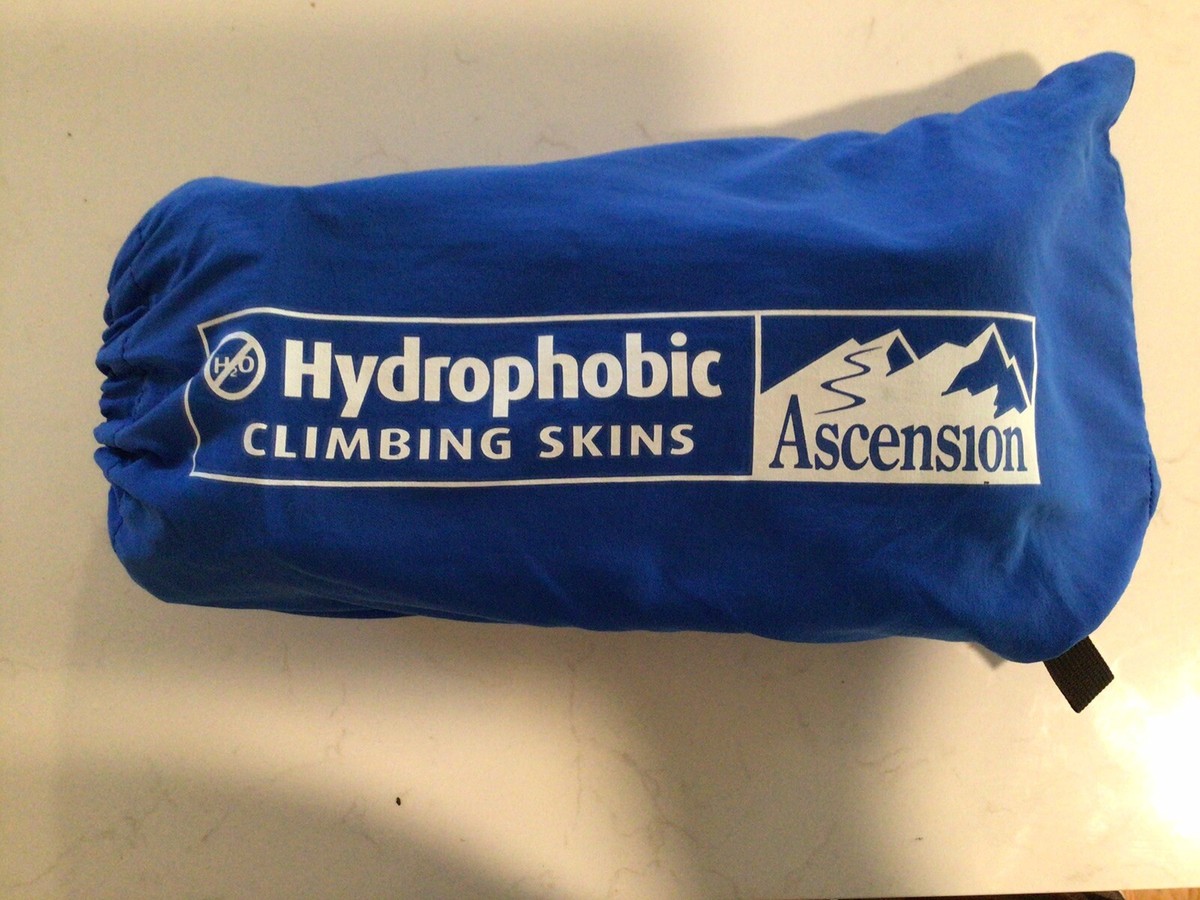 H₂O
Hydrophobic
CLIMBING SKINS
Ascension